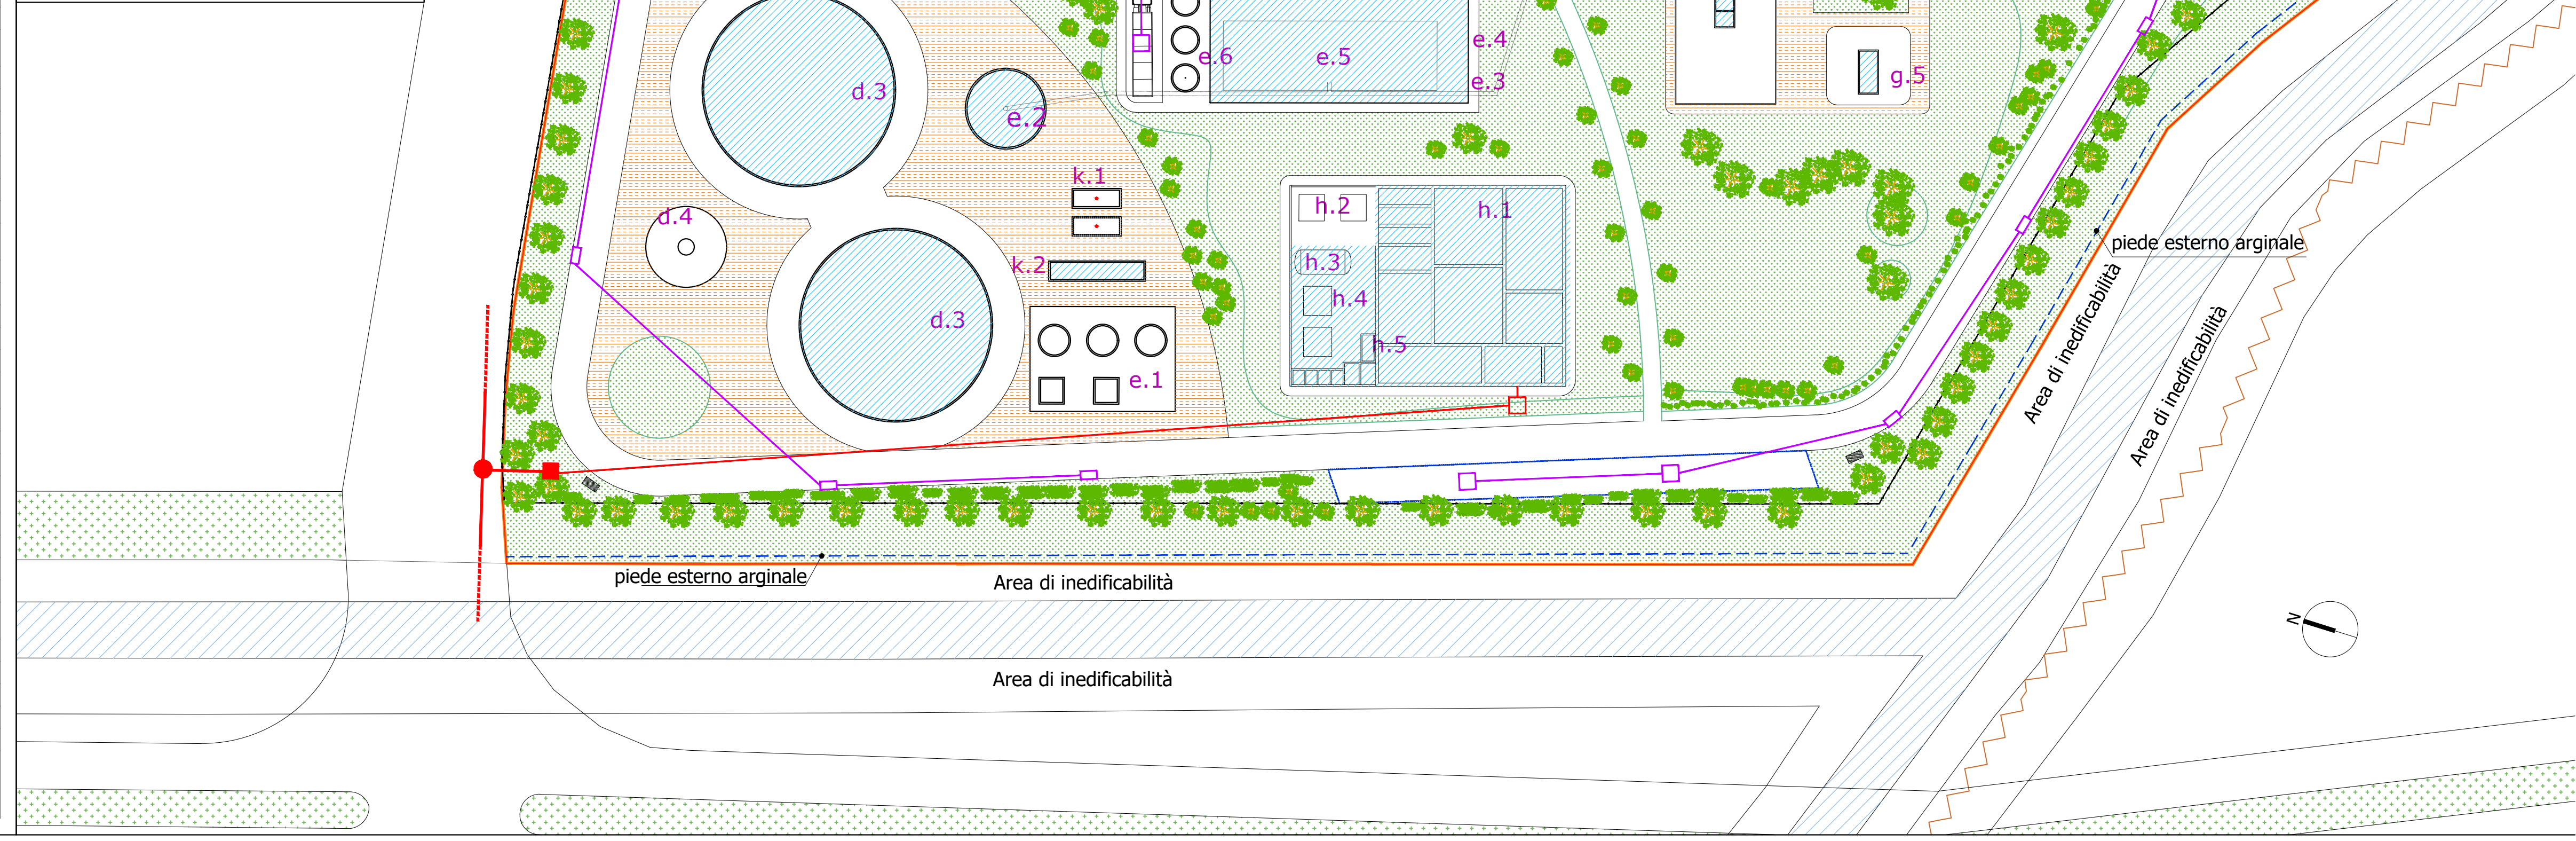 e.4
e.6
e.5
e.3
g.5
d.3
e.2
k.1
h.2
h.1
d.4
piede esterno arginale
k.2
h.3
h.4
d.3
h.5
e.1
Area di inedificabilità
Area di inedificabilità
piede esterno arginale
Area di inedificabilità
N
Area di inedificabilità